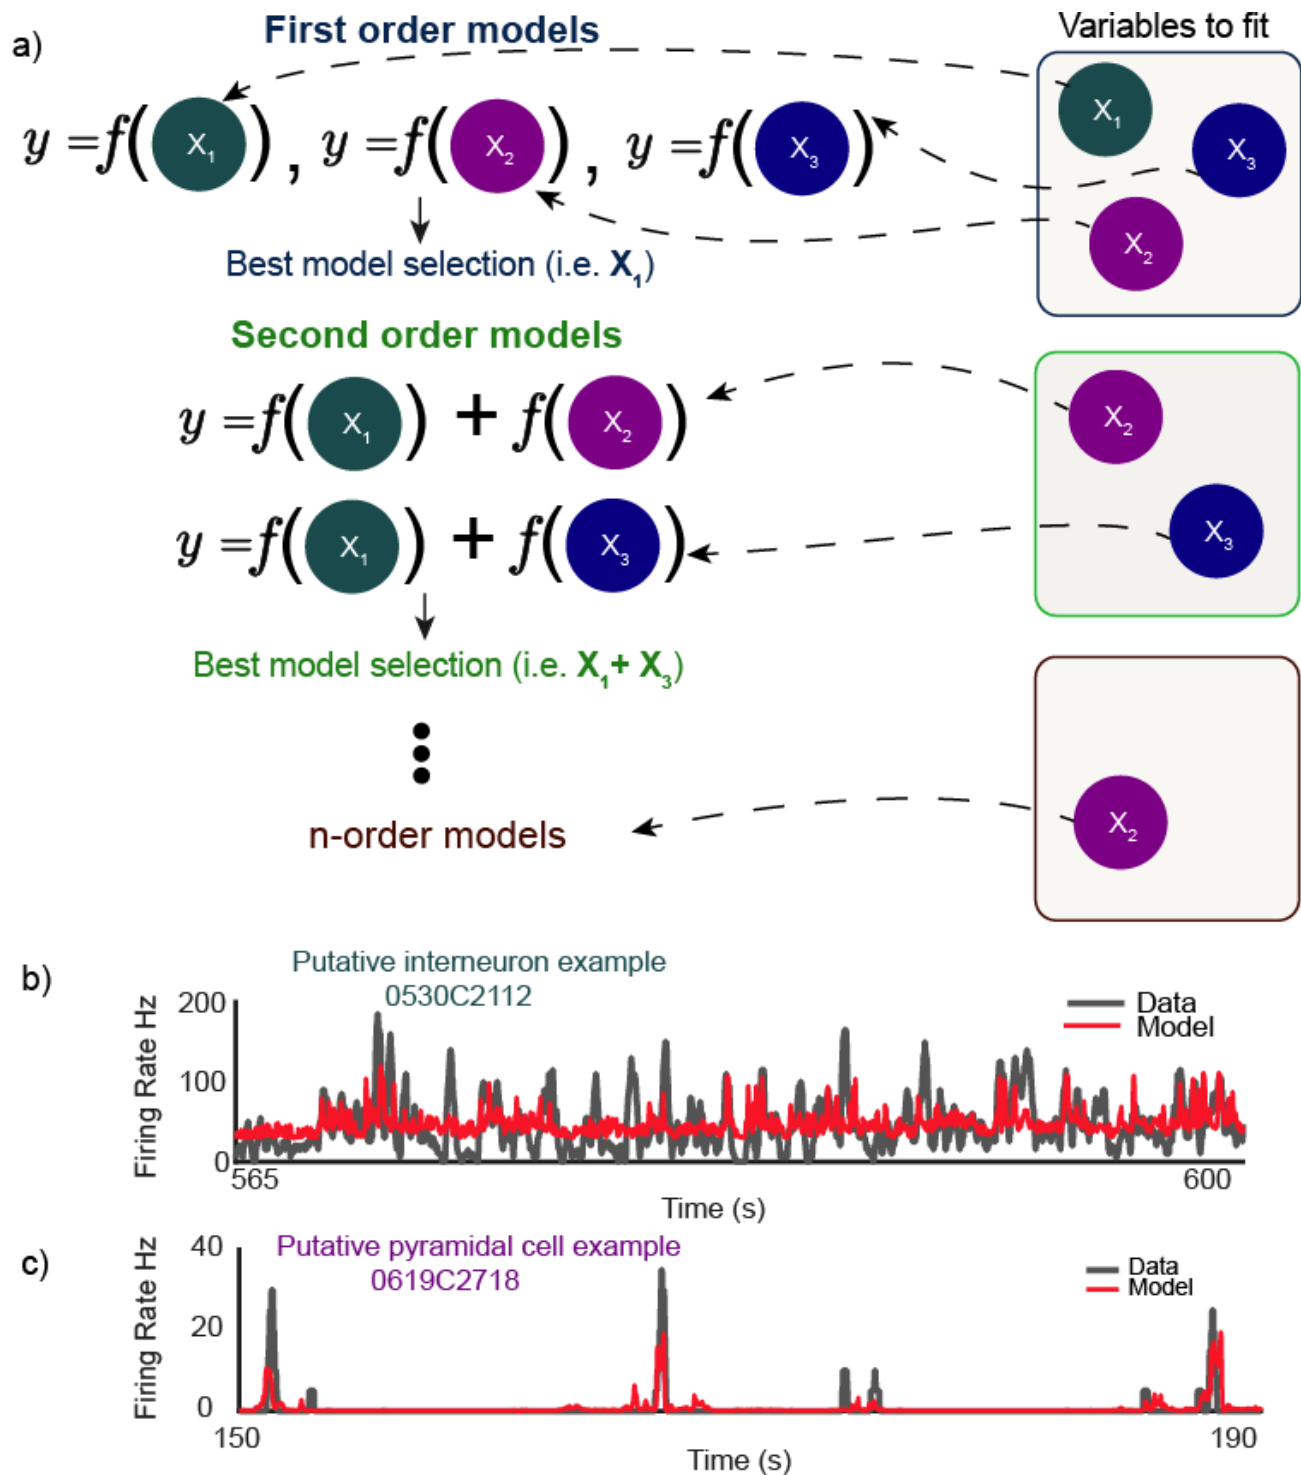 a)
First order models
Variables to fit
y =f(X₁), y =f(X₂), y =f(X₃)
X₁
X₃
X₂
Best model selection (i.e. X₁)
Second order models
y =f(X₁) + f(X₂)
X₂
y =f(X₁) + f(X₃)
X₃
Best model selection (i.e. X₁+ X₃)
n-order models
X₂
b)
Putative interneuron example
0530C2112
Firing Rate Hz
200
100
0
Data
Model
565
600
Time (s)
c)
Putative pyramidal cell example
0619C2718
Firing Rate Hz
40
20
0
Data
Model
150
190
Time (s)